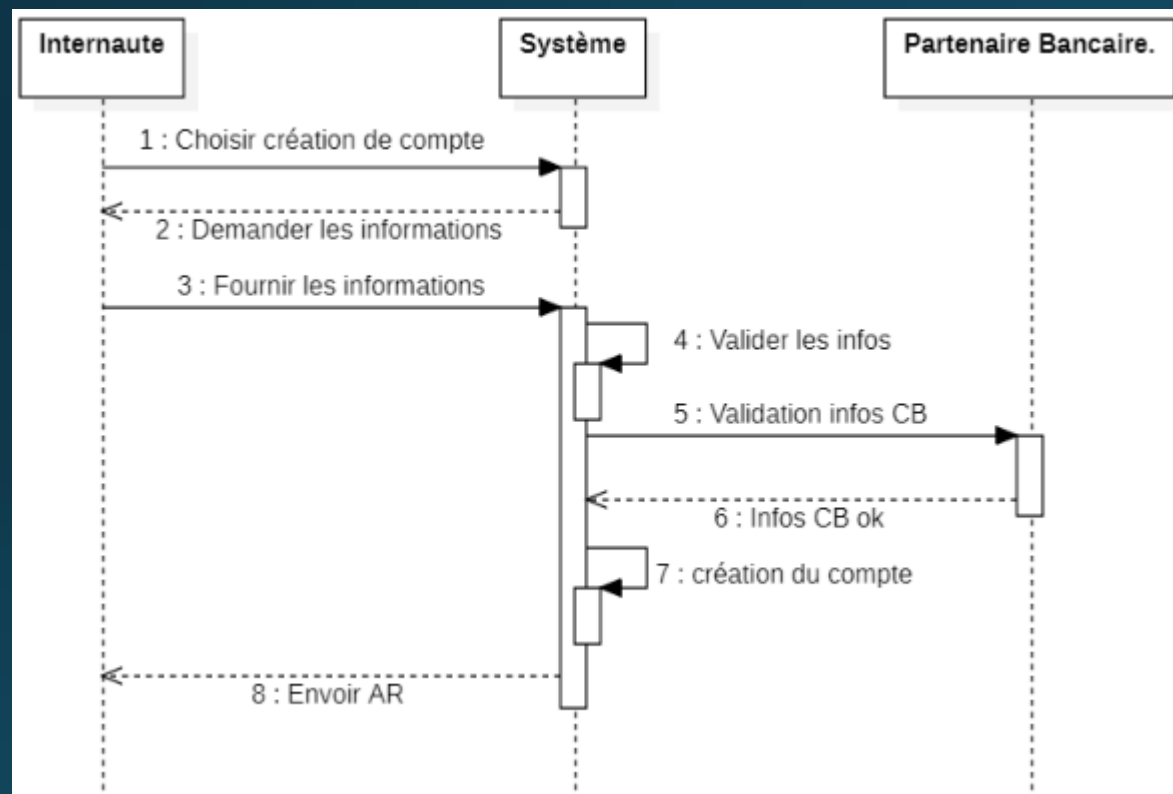 Internaute
Système
Partenaire Bancaire.
1 : Choisir création de compte
2 : Demander les informations
3 : Fournir les informations
4 : Valider les infos
5 : Validation infos CB
6 : Infos CB ok
7 : création du compte
8 : Envoir AR